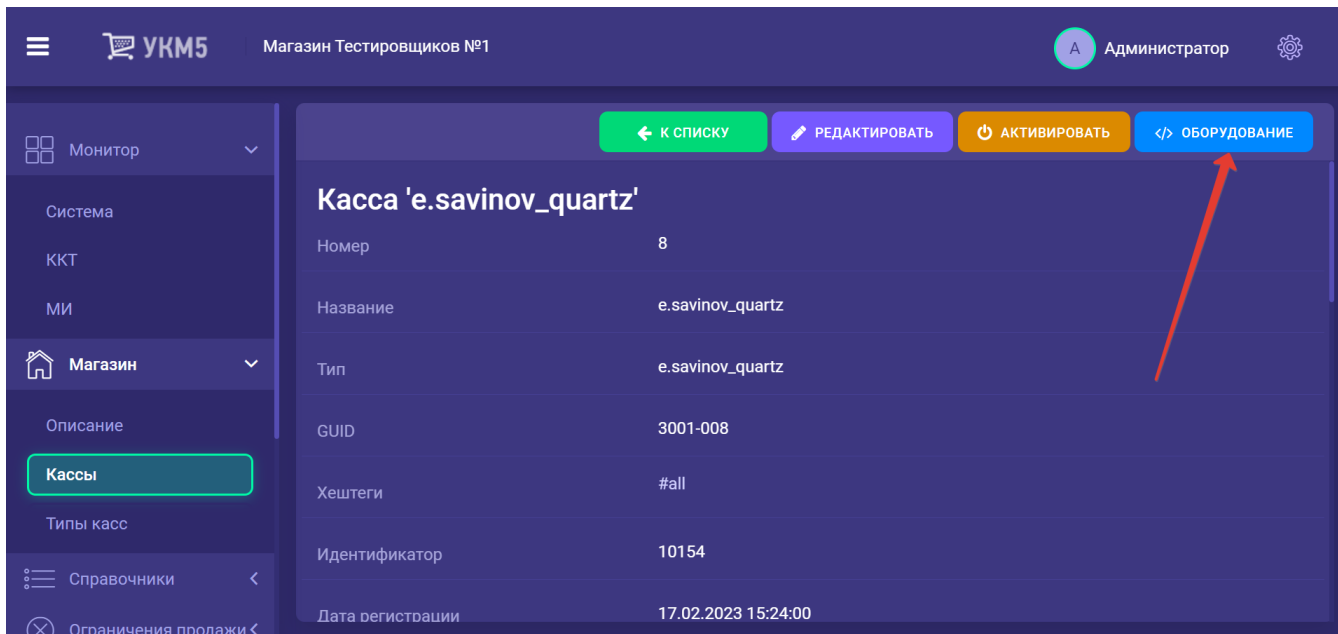 УКМ5
Магазин Тестировщиков №1
А
Администратор
Монитор
Система
ККТ
МИ
Магазин
Описание
Кассы
Типы касс
Справочники
Ограничения продажи
К СПИСКУ
РЕДАКТИРОВАТЬ
АКТИВИРОВАТЬ
</> ОБОРУДОВАНИЕ
Касса 'e.savinov_quartz'
Номер 8
Название e.savinov_quartz
Тип e.savinov_quartz
GUID 3001-008
Хештеги #all
Идентификатор 10154
Дата регистрации 17.02.2023 15:24:00